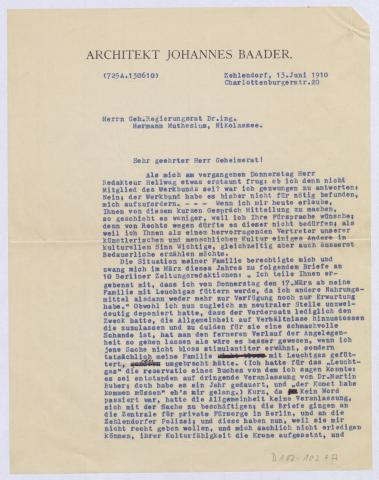 ARCHITEKT JOHANNES BAADER.
(725A.130610) Zehlendorf, 13.Juni 1910
Charlottenburgerstr.20
Herrn Geh.Regierungsrat Dr.ing.
Hermann Muthesius, Nikolassee.
Sehr geehrter Herr Geheimerat!
Als mich am vergangenen Donnerstag Herr
Redakteur Hellwag etwas erstaunt frug: ob ich denn nicht
Mitglied des Werkbunds sei? war ich gezwungen zu antworten:
Nein; der Werkbund habe es bisher nicht für nötig befunden,
mich aufzufordern. --- Wenn ich mir heute erlaube,
Ihnen von diesem kurzen Gespräch Mitteilung zu machen,
so geschieht es weniger, weil ich Ihre Fürsprache wünsche;
denn von Rechts wegen dürfte es dieser nicht bedürfen; als
weil ich Ihnen als einen hervorragenden Vertreter unserer
künstlerischen und menschlichen Kultur einiges Andere in
kulturellem Sinn Wichtige, gleichzeitig aber auch äusserst
Bedauerliche erzählen möchte.
Die Situation meiner Familie berechtigte mich und
zwang mich im März dieses Jahres zu folgendem Briefe an
10 Berliner Zeitungsredaktionen: „ Ich teile Ihnen er-
gebenst mit, dass ich von Donnerstag den 17.März ab meine
Familie mit Leuchtgas füttern werde, da ich andere Nahrungs-
mittel alsdann weder mehr zur Verfügung noch zur Erwartung
habe." Obwohl ich nun zugleich an neutraler Stelle unzwei-
deutig deponiert hatte, dass der Vordersatz lediglich den
Zweck hatte, die Allgemeinheit auf Verhältnisse hinzustossen
die zuzulassen und zu dulden für sie eine schmachvolle
Schande ist, hat man den ferneren Verlauf der Angelegen-
heit so gehen lassen als wäre es besser gewesen, wenn ich
jene Sache nicht bloss stimulanter erwähnt, sondern
tatsächlich meine Familie mit Leuchtgas gefüt-
tert, umgebracht hätte. (Ich hatte für das „Leucht-
gas" die reservatio eines Buches von dem ich sagen konnte:
es sei entstanden auf dringende Veranlassung von Dr.Martin
Buber; doch habe es ein Jahr gedauert, und „der Komet habe
kommen müssen" eh's mir gelang.) Kurz, da Kein Mord
passiert war, hatte die Allgemeinheit keine Veranlassung,
sich mit der Sache zu beschäftigen; die Briefe gingen an
die Zentrale für private Fürsorge in Berlin, und an die
Zehlendorfer Polizei; und diese haben nun, weil sie mir
nicht recht geben wollen, und mich sachlich nicht erledigen
können, ihrer Kulturfähigkeit die Krone aufgesetzt, und